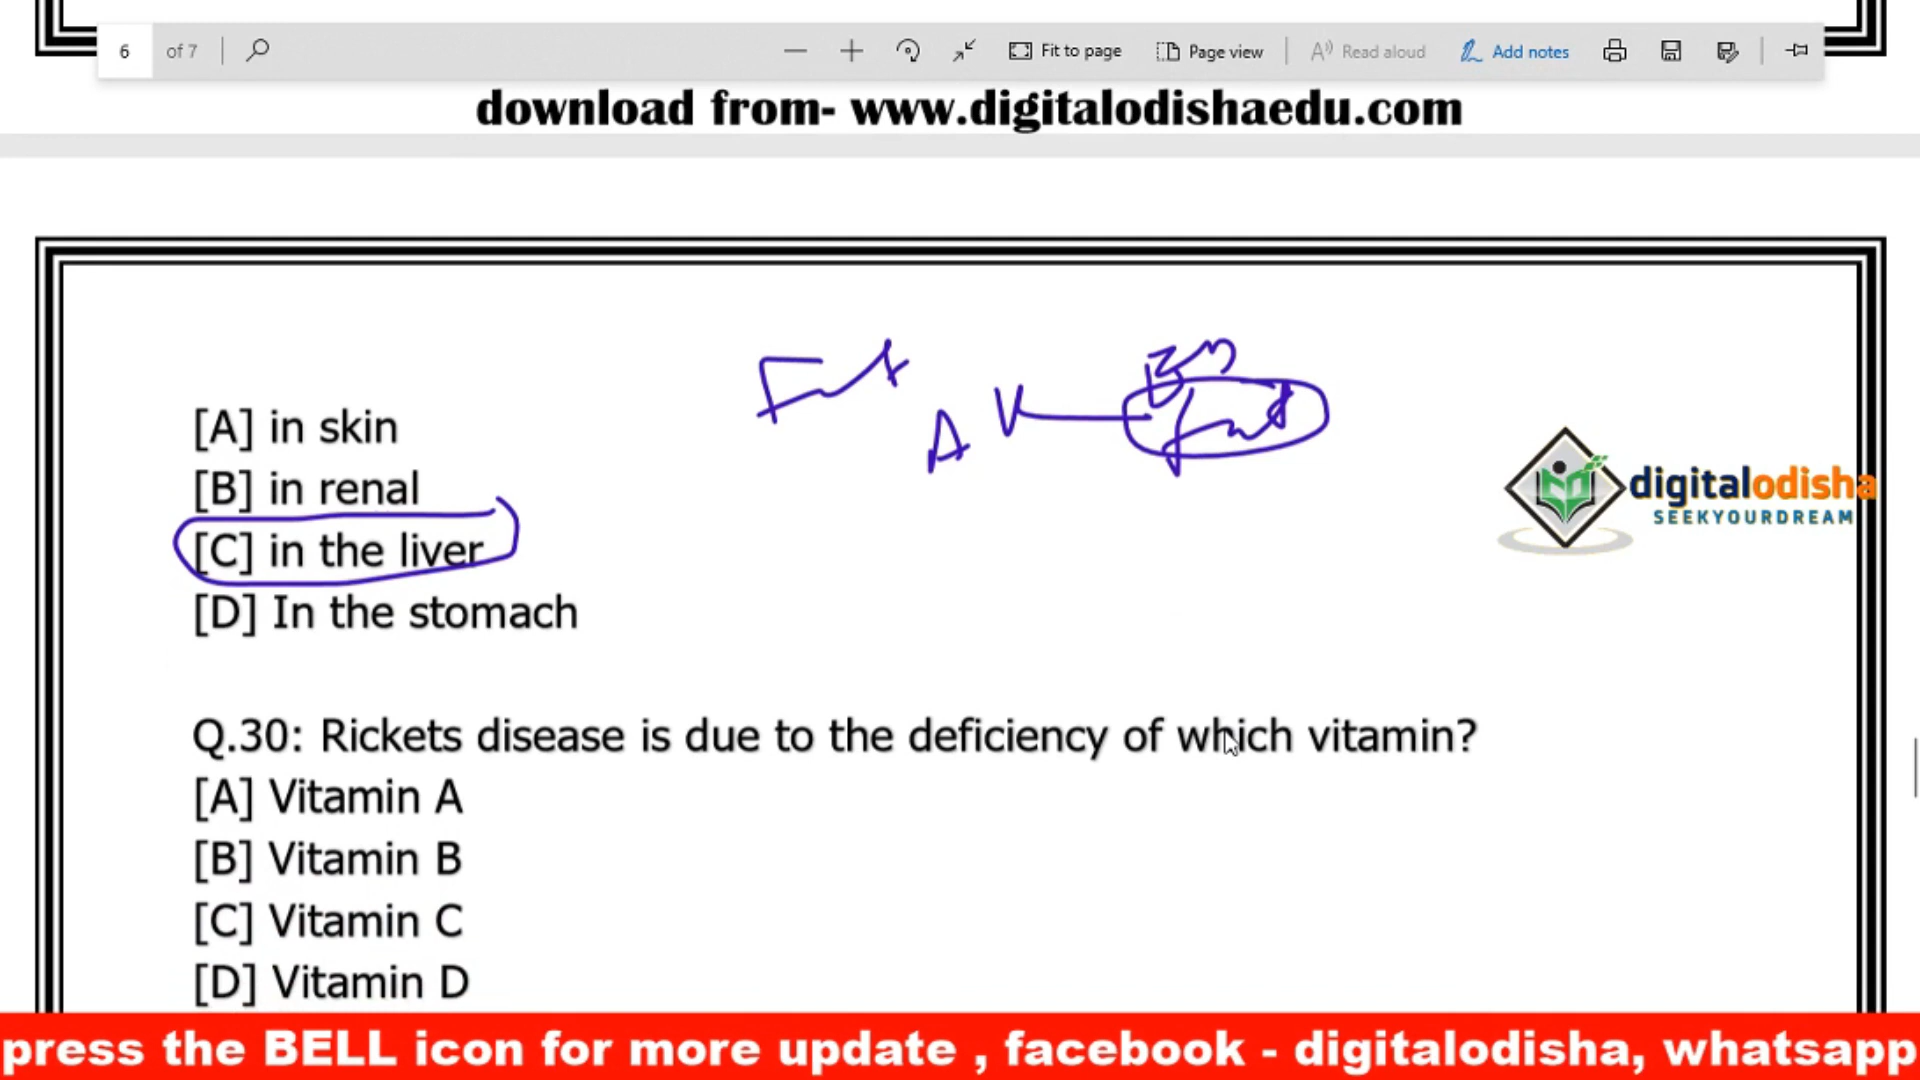 6 of 7 Fit to page Page view Read aloud Add notes
download from- www.digitalodishaedu.com
[A] in skin
[B] in renal
[C] in the liver
[D] In the stomach
digitalodisha
SEEKYOURDREAM
Q.30: Rickets disease is due to the deficiency of which vitamin?
[A] Vitamin A
[B] Vitamin B
[C] Vitamin C
[D] Vitamin D
press the BELL icon for more update , facebook - digitalodisha, whatsapp